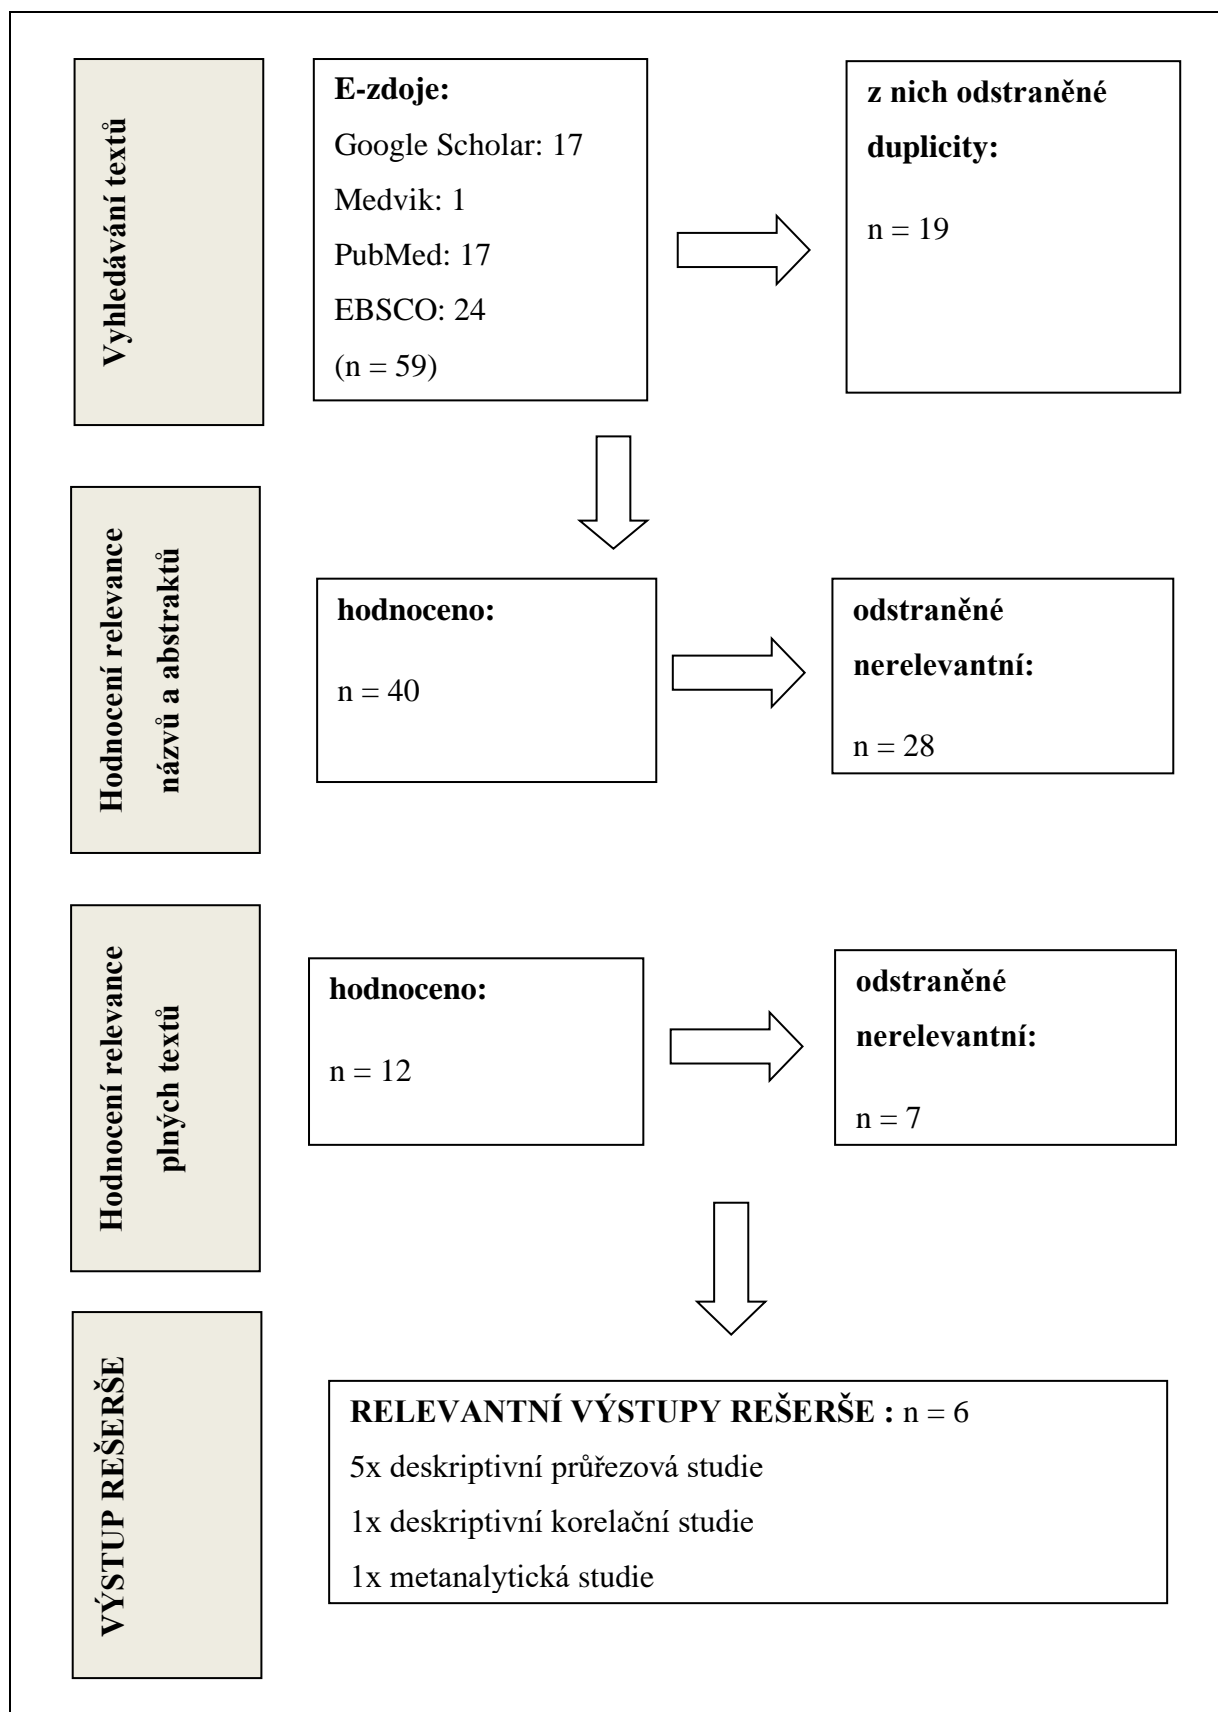 Vyhledávání textů
E-zdoje:
Google Scholar: 17
Medvik: 1
PubMed: 17
EBSCO: 24
(n = 59)
z nich odstraněné
duplicity:
n = 19
Hodnocení relevance
názvů a abstraktů
hodnoceno:
n = 40
odstraněné
nerelevantní:
n = 28
Hodnocení relevance
plných textů
hodnoceno:
n = 12
odstraněné
nerelevantní:
n = 7
VÝSTUP REŠERŠE
RELEVANTNÍ VÝSTUPY REŠERŠE : n = 6
5x deskriptivní průřezová studie
1x deskriptivní korelační studie
1x metanalytická studie